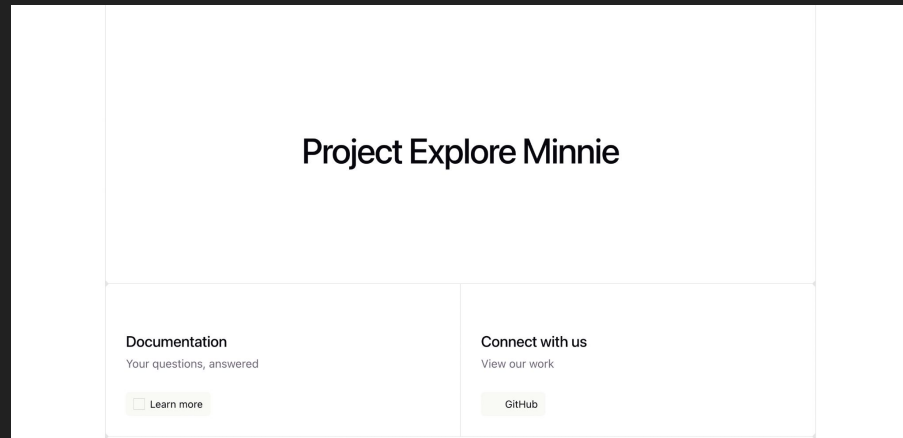 Project Explore Minnie
Documentation
Your questions, answered
Learn more
Connect with us
View our work
GitHub